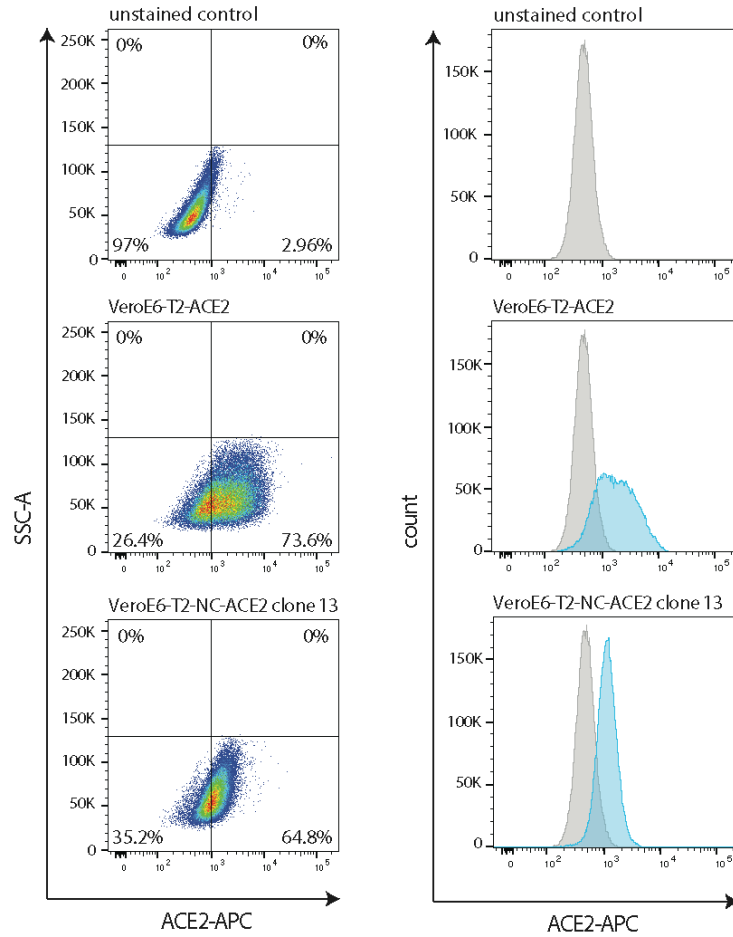 unstained control
250K
200K
150K
100K
50K
0
0%
0%
97%
2.96%
0
10²
10³
10⁴
10⁵
VeroE6-T2-ACE2
250K
200K
150K
100K
50K
0
0%
0%
26.4%
73.6%
0
10²
10³
10⁴
10⁵
VeroE6-T2-NC-ACE2 clone 13
250K
200K
150K
100K
50K
0
0%
0%
35.2%
64.8%
0
10²
10³
10⁴
10⁵
SSC-A
ACE2-APC
unstained control
150K
100K
50K
0
0
10²
10³
10⁴
10⁵
VeroE6-T2-ACE2
150K
100K
50K
0
0
10²
10³
10⁴
10⁵
VeroE6-T2-NC-ACE2 clone 13
150K
100K
50K
0
0
10²
10³
10⁴
10⁵
count
ACE2-APC